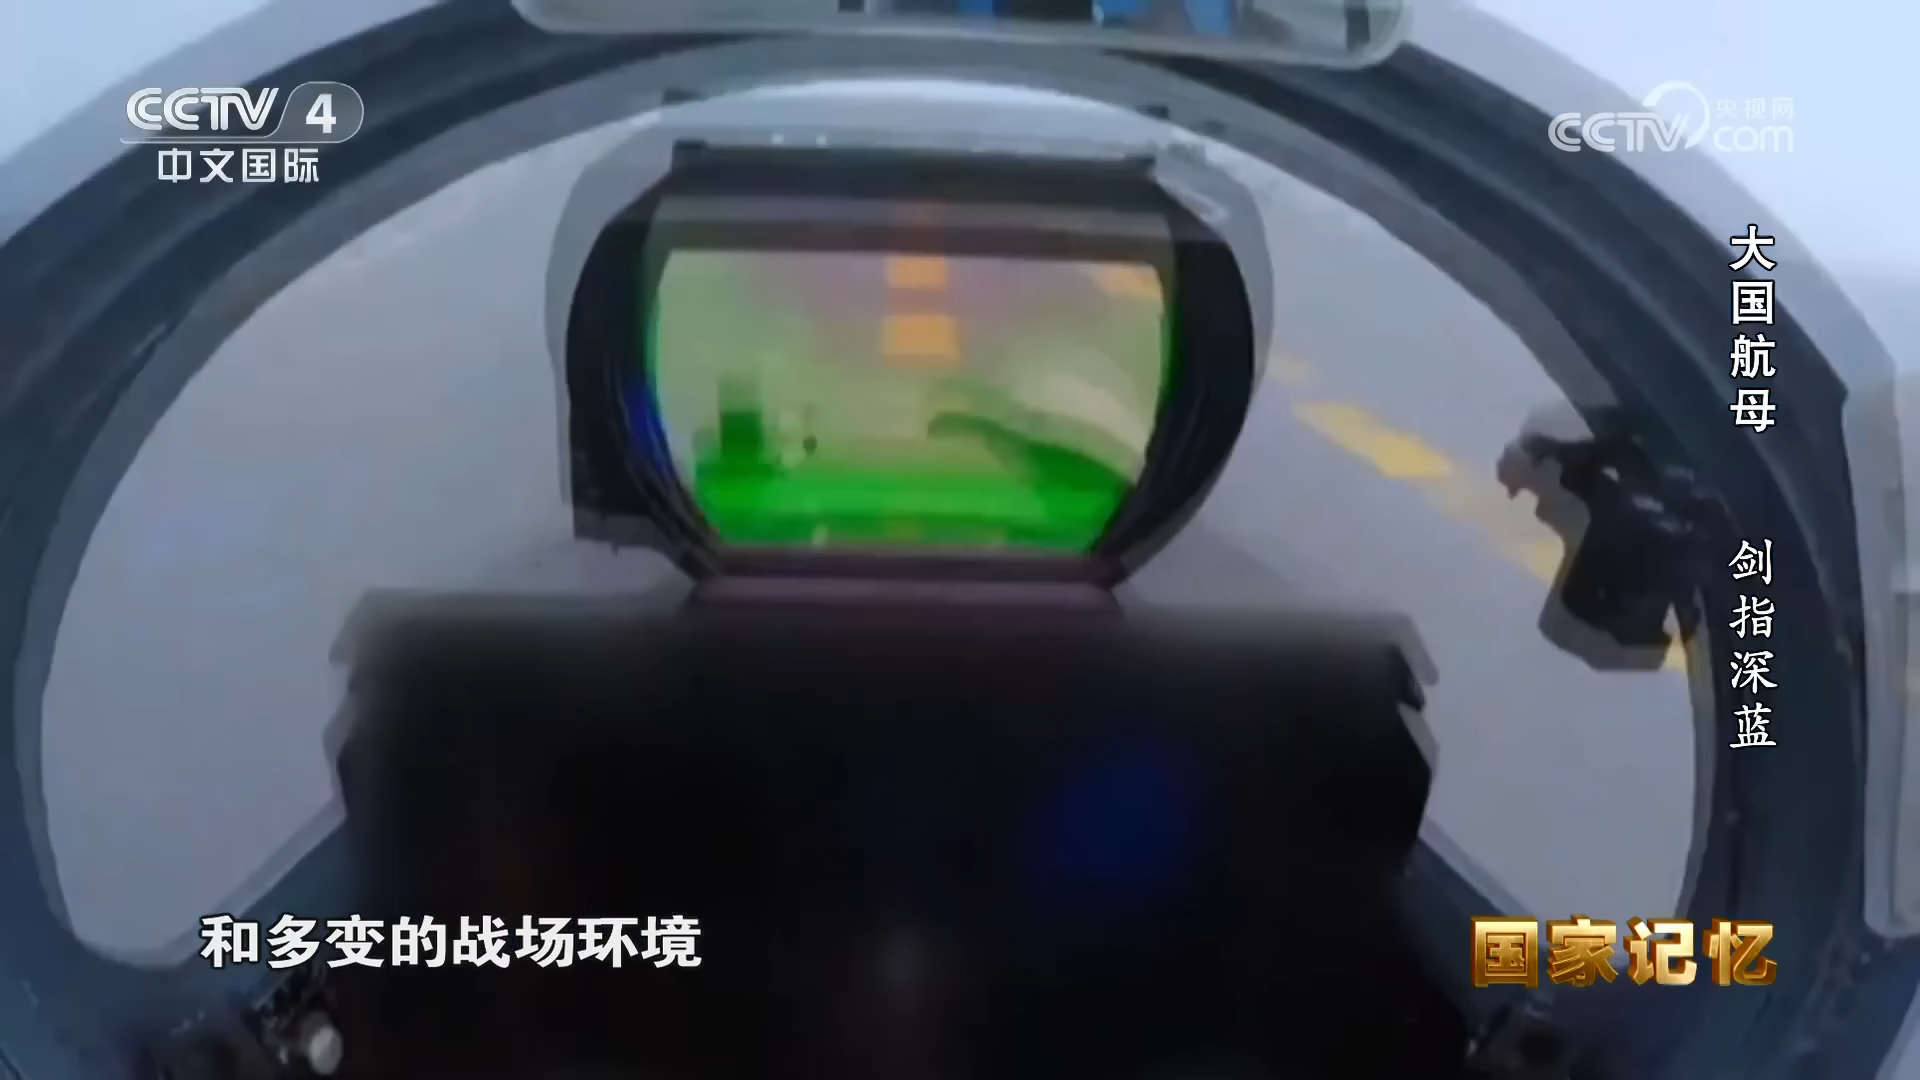 CCTV 4
中文国际
央视网
CCTV.com
大国航母 剑指深蓝
和多变的战场环境
国家记忆